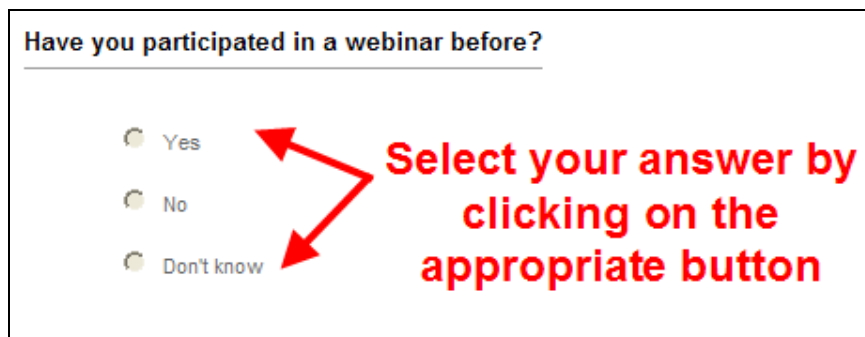 Have you participated in a webinar before?
Yes
No
Don't know
Select your answer by
clicking on the
appropriate button